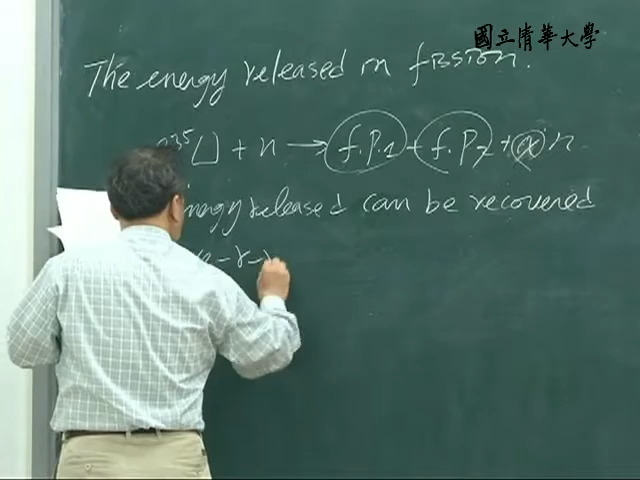 國立清華大學
The energy released in fission.
235U + n → f.P.1 + f.P.2 + α n
energy released can be recovered